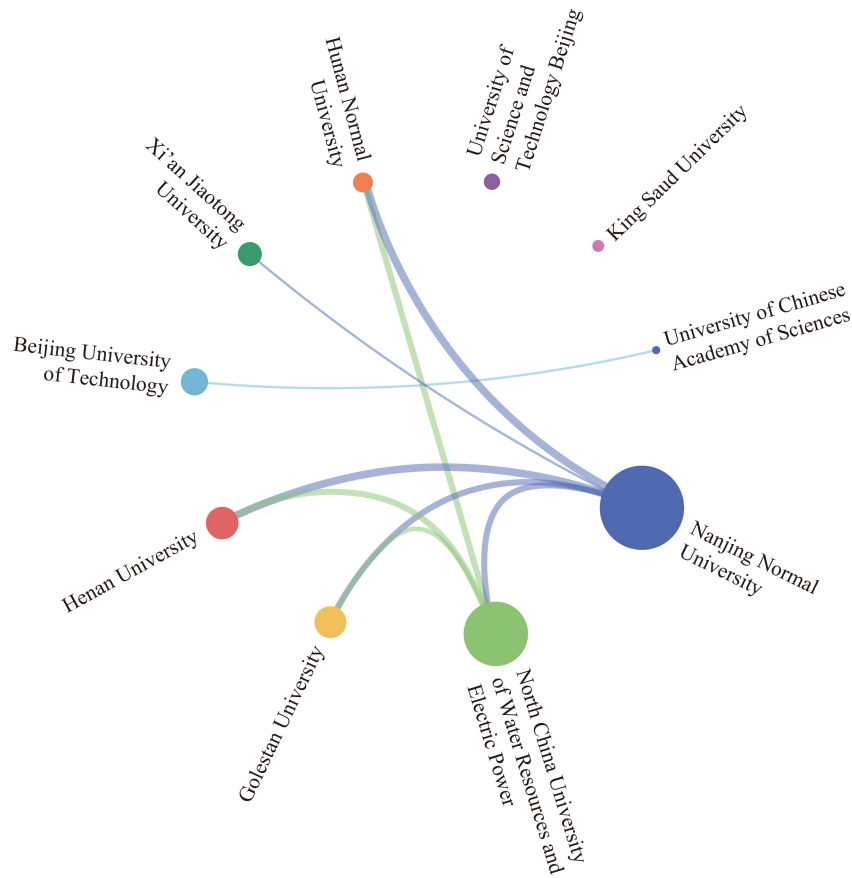 University of
Science and
Technology Beijing
Hunan Normal
University
King Saud University
Xi’an Jiaotong
University
University of Chinese
Academy of Sciences
Beijing University
of Technology
Nanjing Normal
University
Henan University
Golestan University
North China University
of Water Resources and
Electric Power